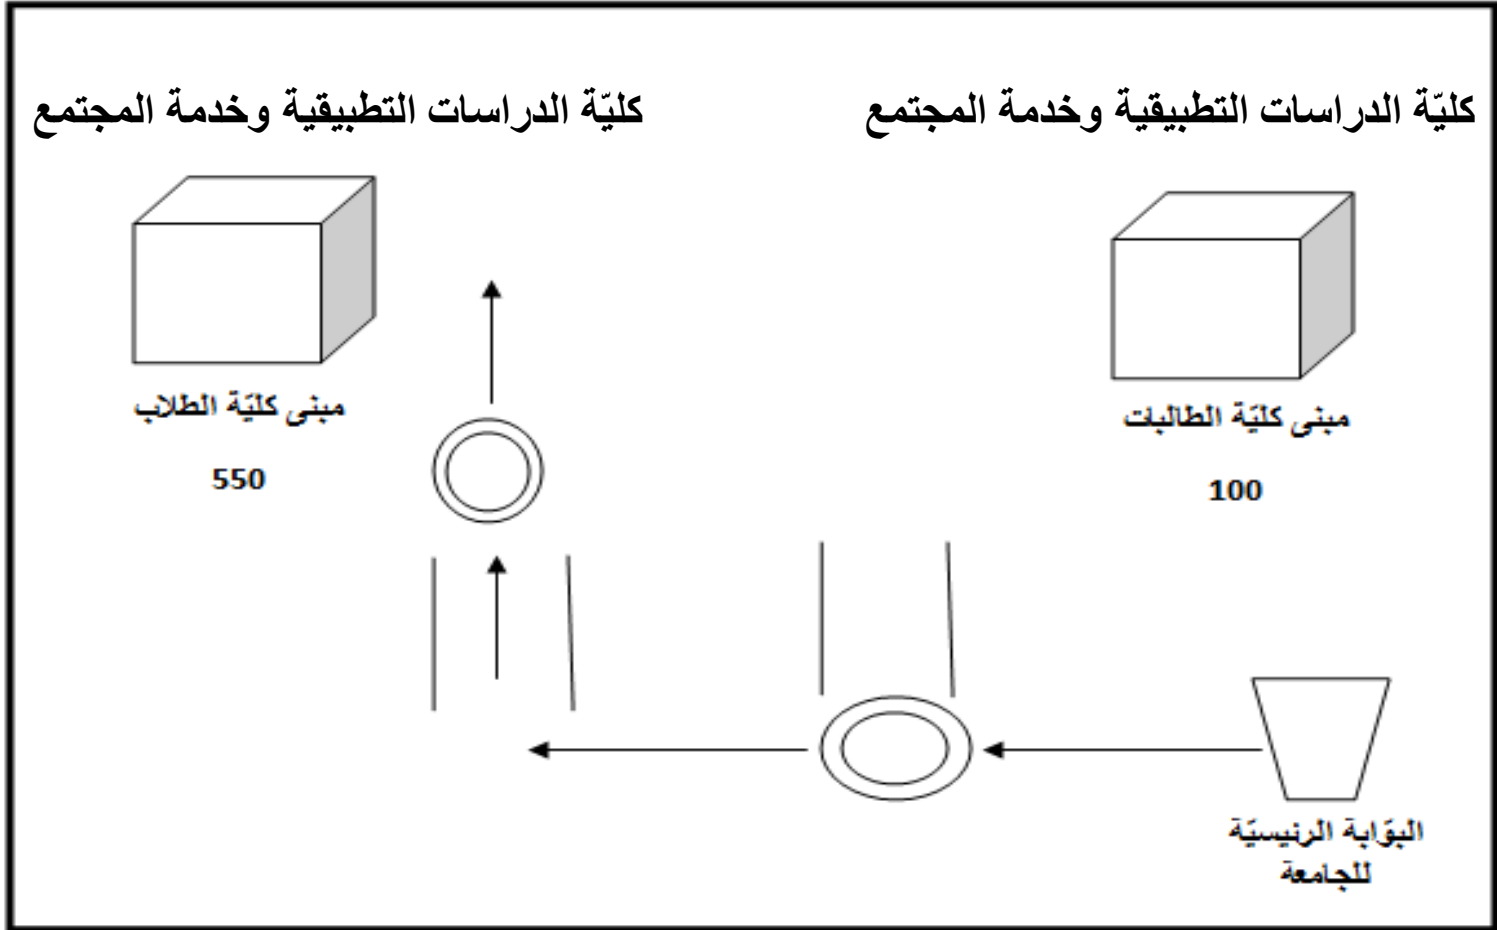 كليّة الدراسات التطبيقية وخدمة المجتمع
كليّة الدراسات التطبيقية وخدمة المجتمع
مبنى كليّة الطالبات
100
مبنى كليّة الطلاب
550
البوّابة الرئيسيّة
للجامعة